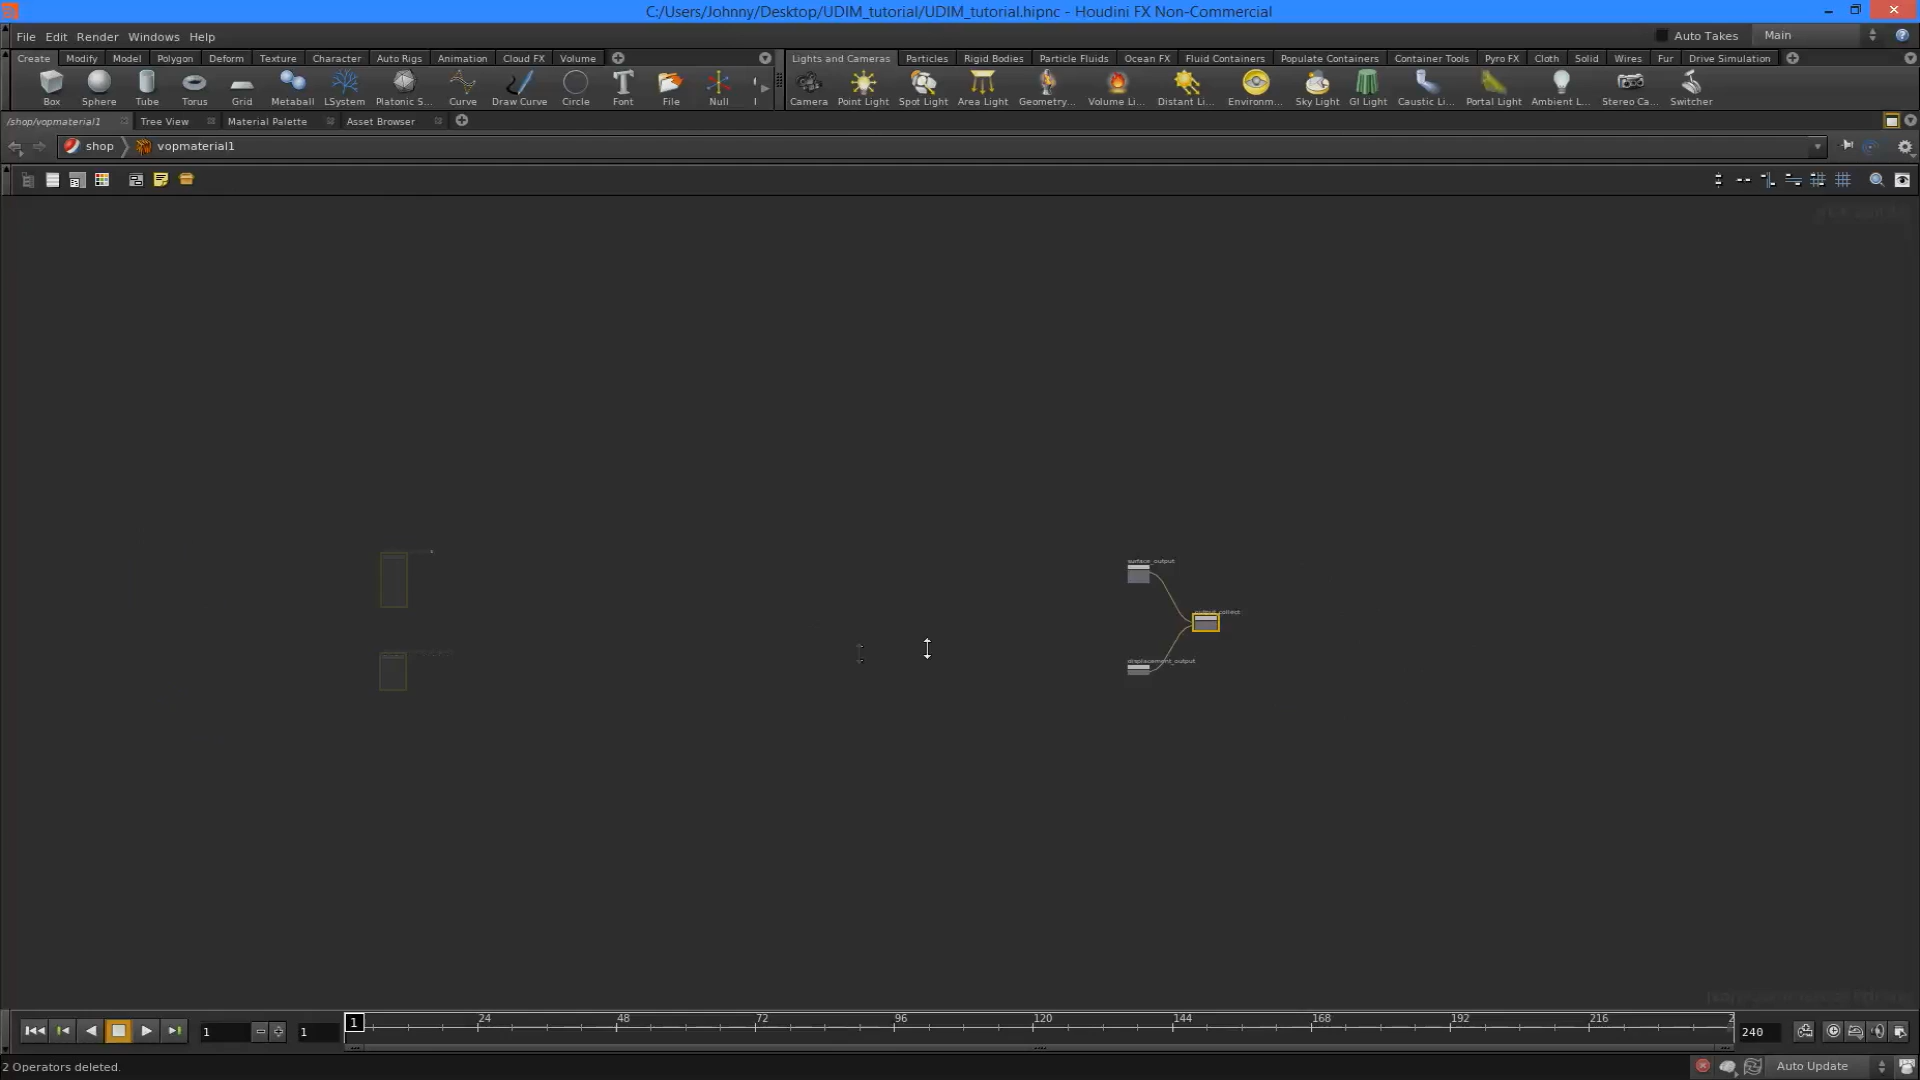 C:/Users/Johnny/Desktop/UDIM_tutorial/UDIM_tutorial.hipnc - Houdini FX Non-Commercial
File Edit Render Windows Help
Auto Takes Main
Create Modify Model Polygon Deform Texture Character Auto Rigs Animation Cloud FX Volume
Lights and Cameras Particles Rigid Bodies Particle Fluids Ocean FX Fluid Containers Populate Containers Container Tools Pyro FX Cloth Solid Wires Fur Drive Simulation
Box Sphere Tube Torus Grid Metaball LSystem Platonic S... Curve Draw Curve Circle Font File Null
Camera Point Light Spot Light Area Light Geometry... Volume Li... Distant Li... Environm... Sky Light GI Light Caustic Li... Portal Light Ambient L... Stereo Ca... Switcher
/shop/vopmaterial1 Tree View Material Palette Asset Browser
shop vopmaterial1
surface_output
output_collect
displacement_output
1 1 1 24 48 72 96 120 144 168 192 216 2 240
2 Operators deleted.
Auto Update